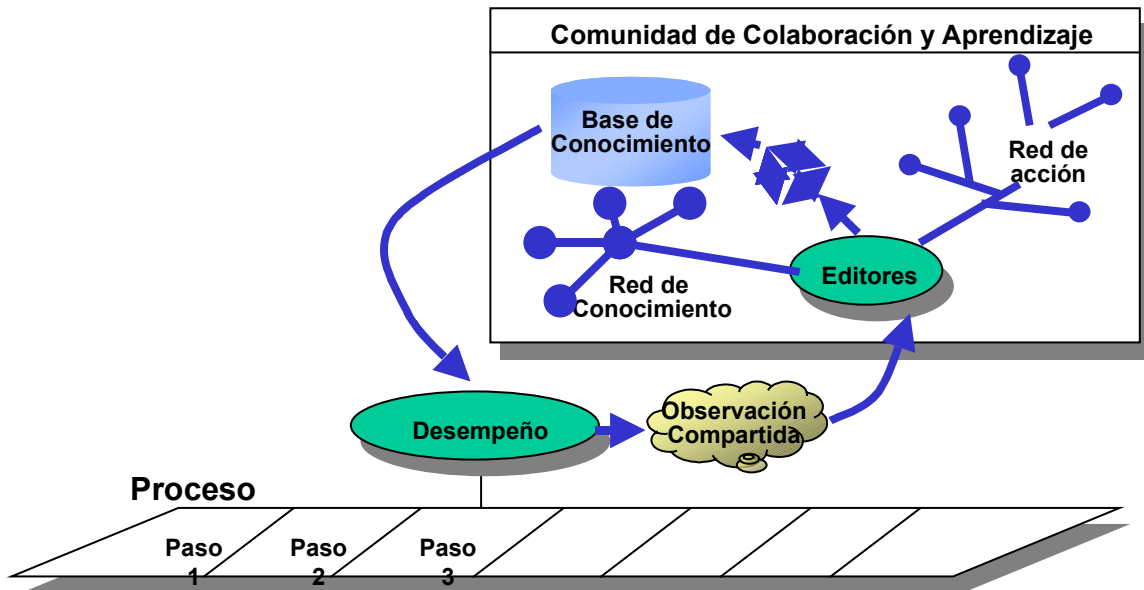 Comunidad de Colaboración y Aprendizaje
Base de
Conocimiento
Red de
acción
Editores
Red de
Conocimiento
Observación
Compartida
Desempeño
Proceso
Paso
1
Paso
2
Paso
3